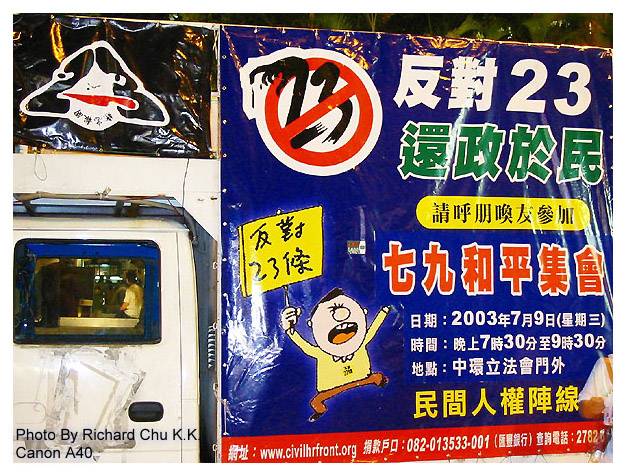 23
反對 23
還政於民
請呼朋喚友參加
反對
23條
七九和平集會
日期：2003年7月9日(星期三)
時間：晚上7時30分至9時30分
地點：中環立法會門外
民間人權陣線
網址：www.civilhrfront.org 捐款戶口：082-013533-001 (匯豐銀行) 查詢電話：2782
Photo By Richard Chu K.K.
Canon A40.